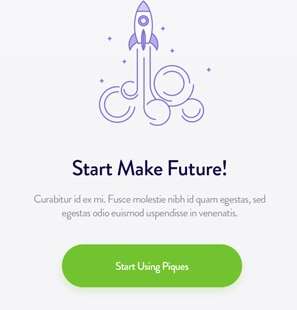 Start Make Future!
Curabitur id ex mi. Fusce molestie nibh id quam egestas, sed
egestas odio euismod uspendisse in venenatis.
Start Using Piques